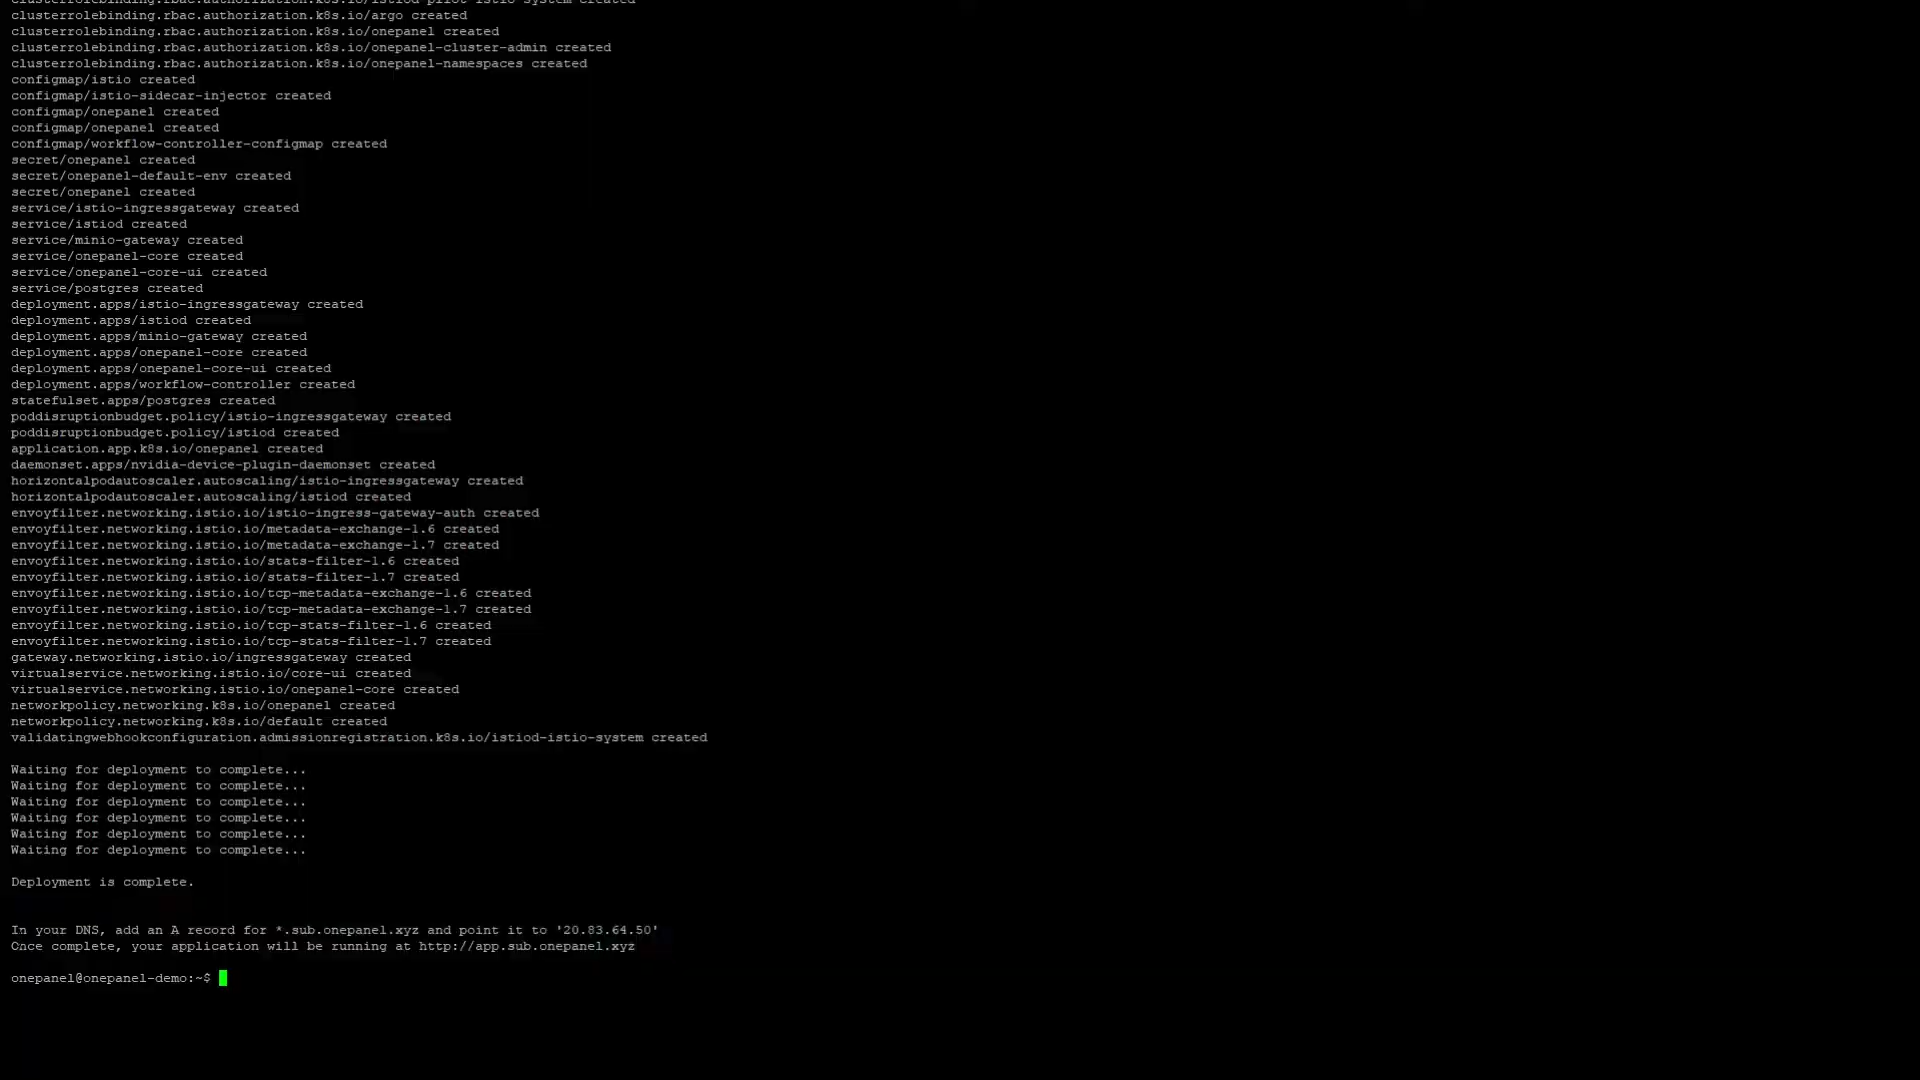 clusterrolebinding.rbac.authorization.k8s.io/istiod-pilot-istio-system created
clusterrolebinding.rbac.authorization.k8s.io/argo created
clusterrolebinding.rbac.authorization.k8s.io/onepanel created
clusterrolebinding.rbac.authorization.k8s.io/onepanel-cluster-admin created
clusterrolebinding.rbac.authorization.k8s.io/onepanel-namespaces created
configmap/istio created
configmap/istio-sidecar-injector created
configmap/onepanel created
configmap/onepanel created
configmap/workflow-controller-configmap created
secret/onepanel created
secret/onepanel-default-env created
secret/onepanel created
service/istio-ingressgateway created
service/istiod created
service/minio-gateway created
service/onepanel-core created
service/onepanel-core-ui created
service/postgres created
deployment.apps/istio-ingressgateway created
deployment.apps/istiod created
deployment.apps/minio-gateway created
deployment.apps/onepanel-core created
deployment.apps/onepanel-core-ui created
deployment.apps/workflow-controller created
statefulset.apps/postgres created
poddisruptionbudget.policy/istio-ingressgateway created
poddisruptionbudget.policy/istiod created
application.app.k8s.io/onepanel created
daemonset.apps/nvidia-device-plugin-daemonset created
horizontalpodautoscaler.autoscaling/istio-ingressgateway created
horizontalpodautoscaler.autoscaling/istiod created
envoyfilter.networking.istio.io/istio-ingress-gateway-auth created
envoyfilter.networking.istio.io/metadata-exchange-1.6 created
envoyfilter.networking.istio.io/metadata-exchange-1.7 created
envoyfilter.networking.istio.io/stats-filter-1.6 created
envoyfilter.networking.istio.io/stats-filter-1.7 created
envoyfilter.networking.istio.io/tcp-metadata-exchange-1.6 created
envoyfilter.networking.istio.io/tcp-metadata-exchange-1.7 created
envoyfilter.networking.istio.io/tcp-stats-filter-1.6 created
envoyfilter.networking.istio.io/tcp-stats-filter-1.7 created
gateway.networking.istio.io/ingressgateway created
virtualservice.networking.istio.io/core-ui created
virtualservice.networking.istio.io/onepanel-core created
networkpolicy.networking.k8s.io/onepanel created
networkpolicy.networking.k8s.io/default created
validatingwebhookconfiguration.admissionregistration.k8s.io/istiod-istio-system created
Waiting for deployment to complete...
Waiting for deployment to complete...
Waiting for deployment to complete...
Waiting for deployment to complete...
Waiting for deployment to complete...
Waiting for deployment to complete...
Deployment is complete.
In your DNS, add an A record for *.sub.onepanel.xyz and point it to '20.83.64.50'
Once complete, your application will be running at http://app.sub.onepanel.xyz
onepanel@onepanel-demo:~$